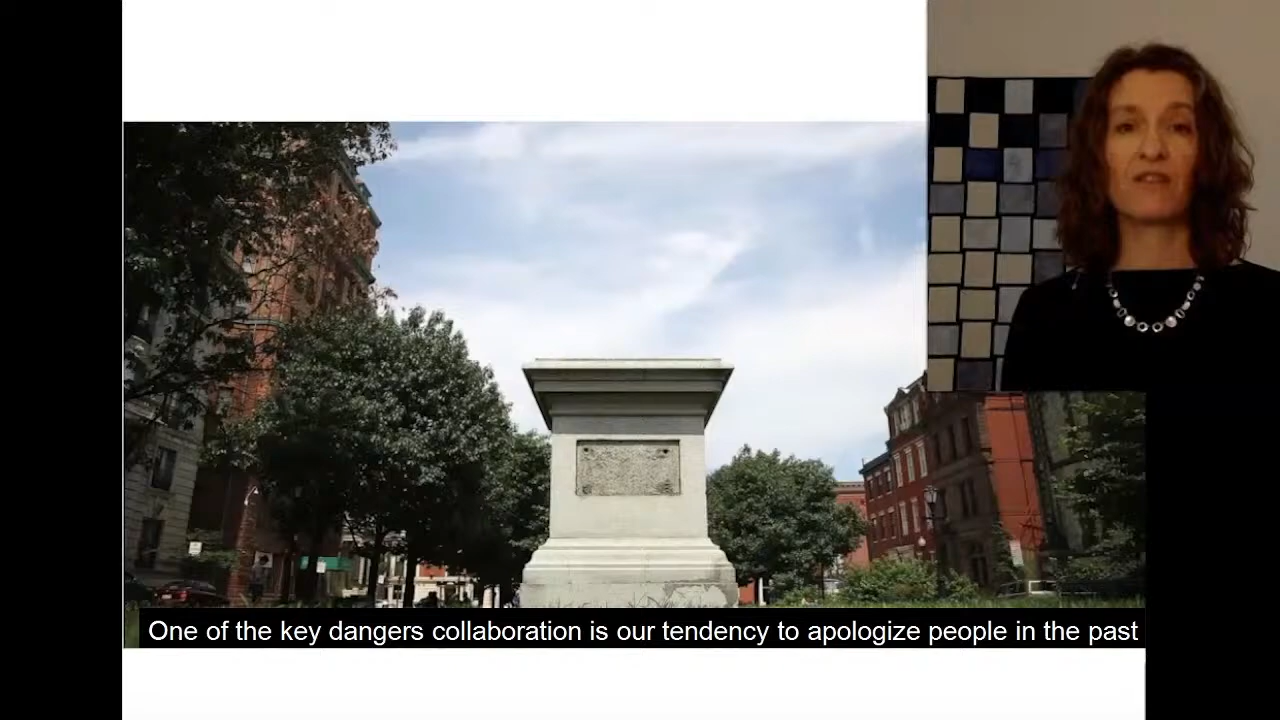 One of the key dangers collaboration is our tendency to apologize people in the past